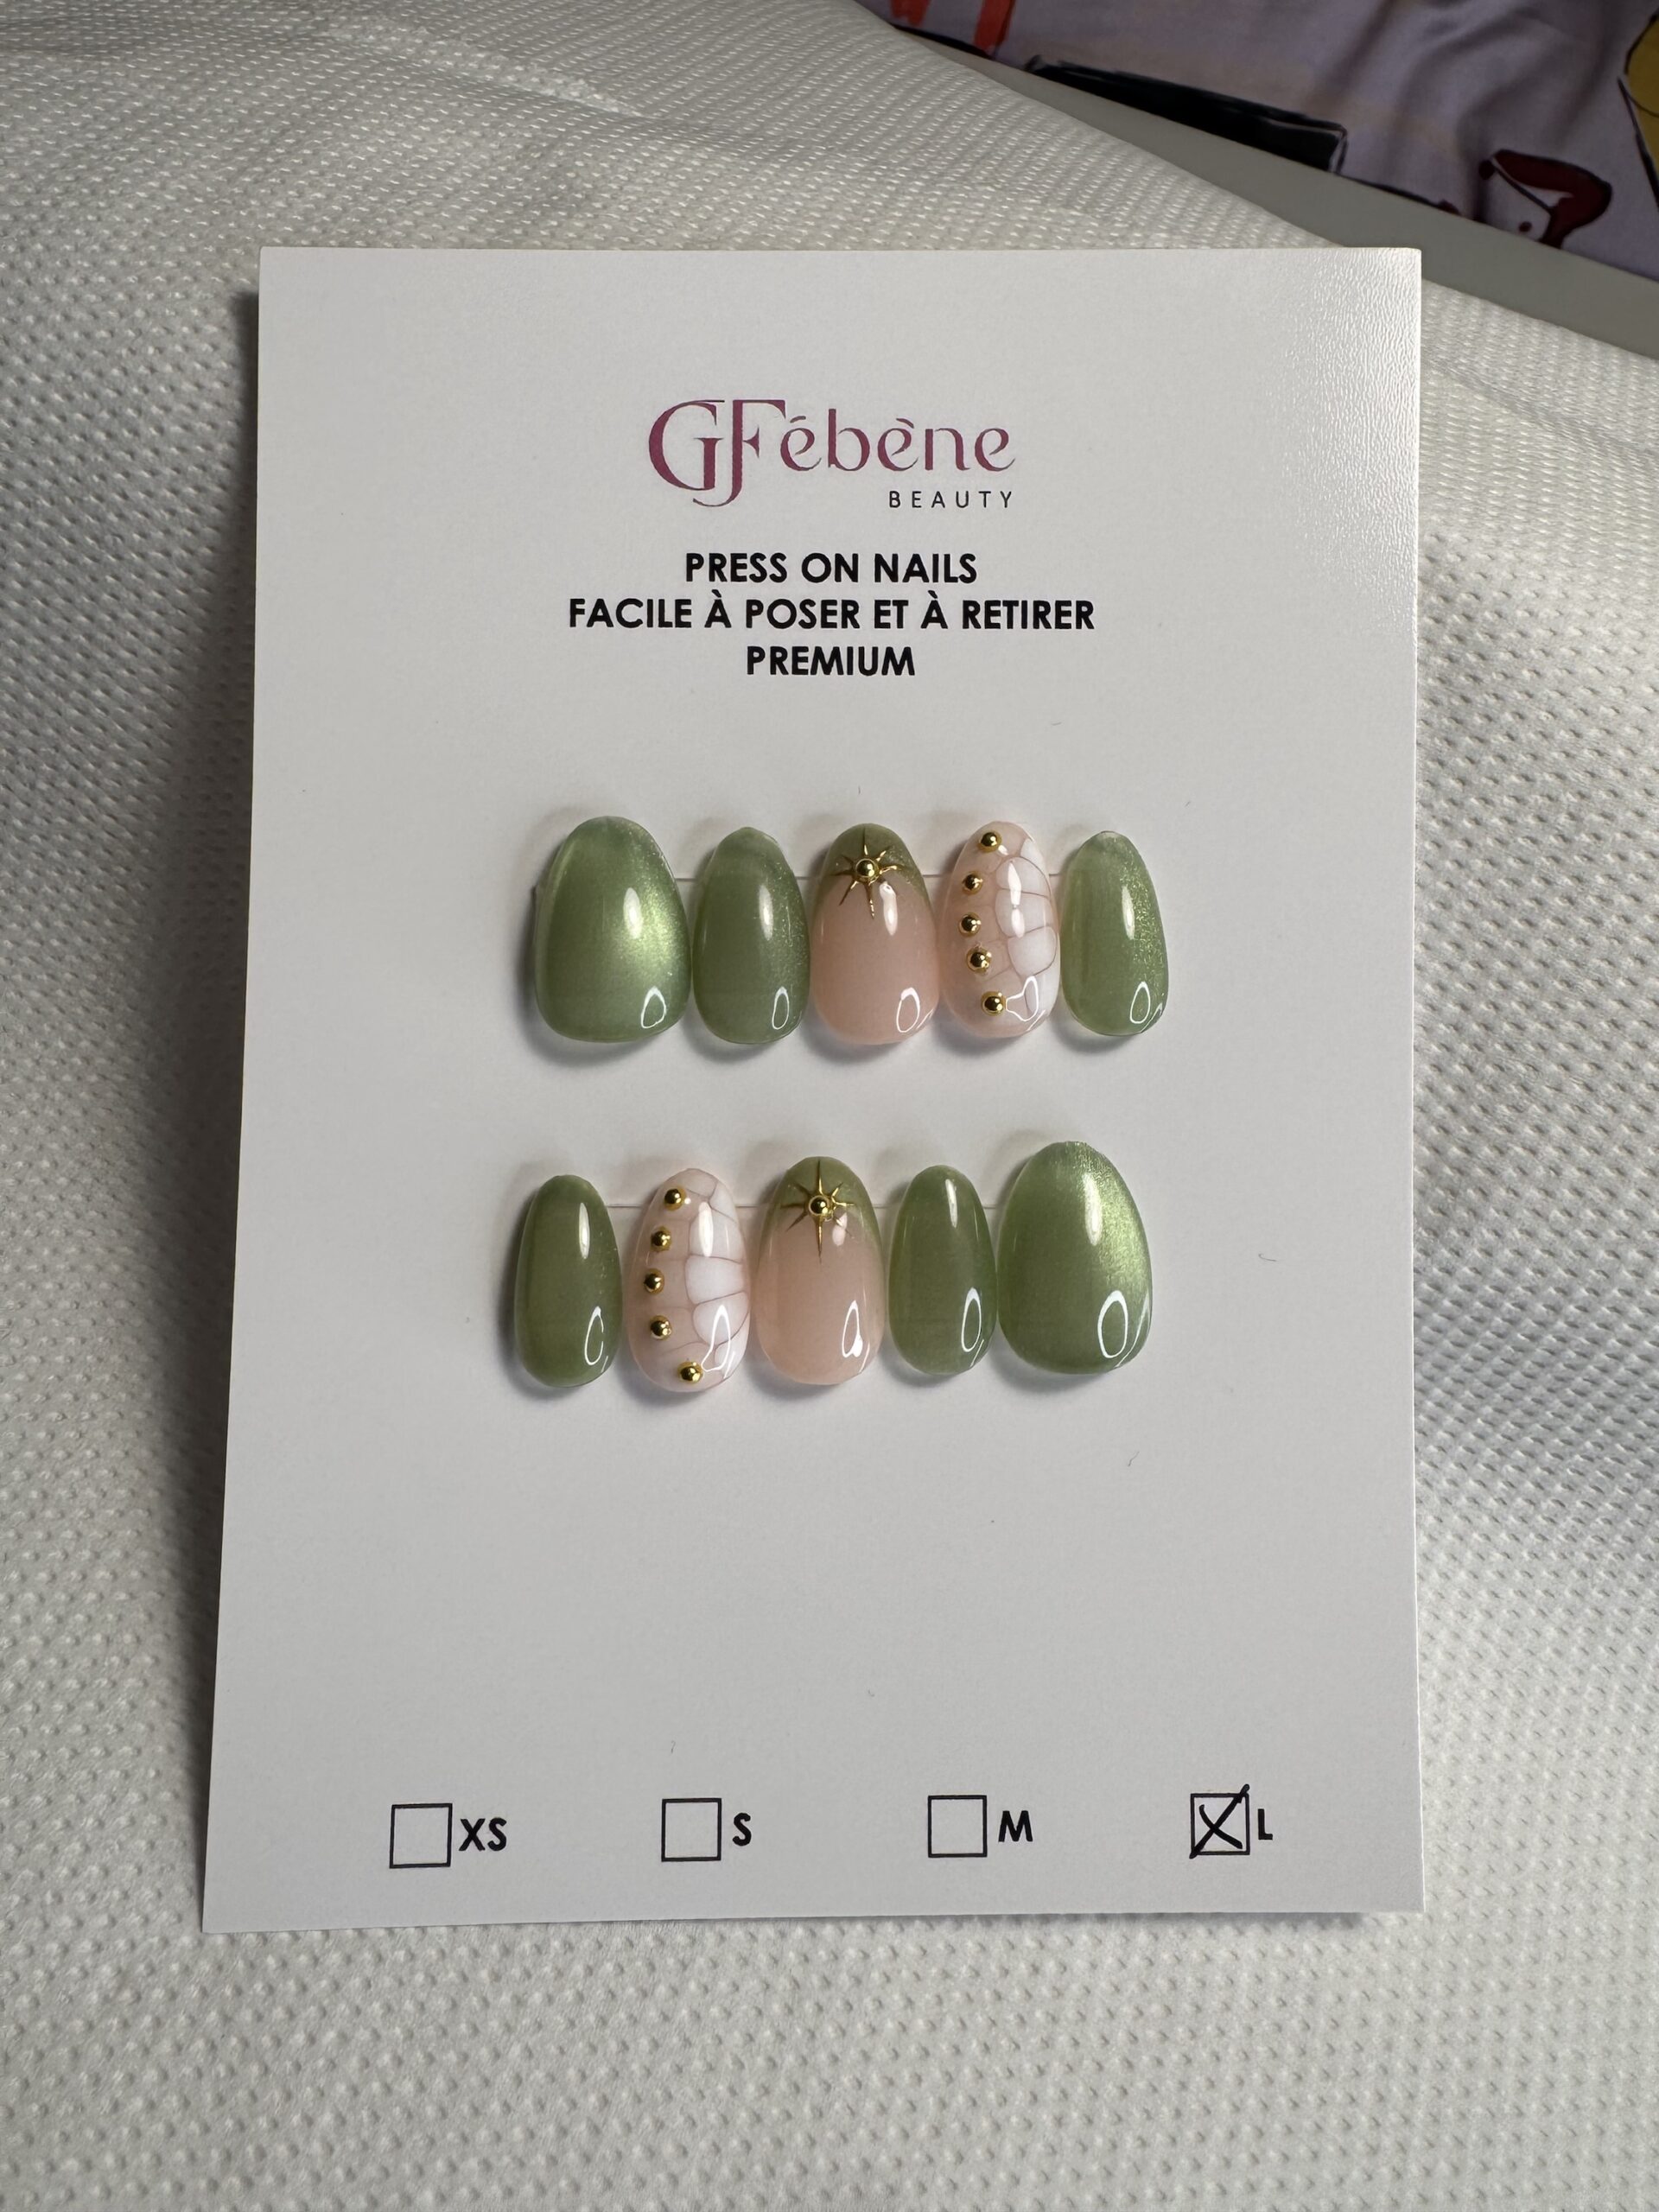 GFébène
BEAUTY
PRESS ON NAILS
FACILE À POSER ET À RETIRER
PREMIUM
XS S M L